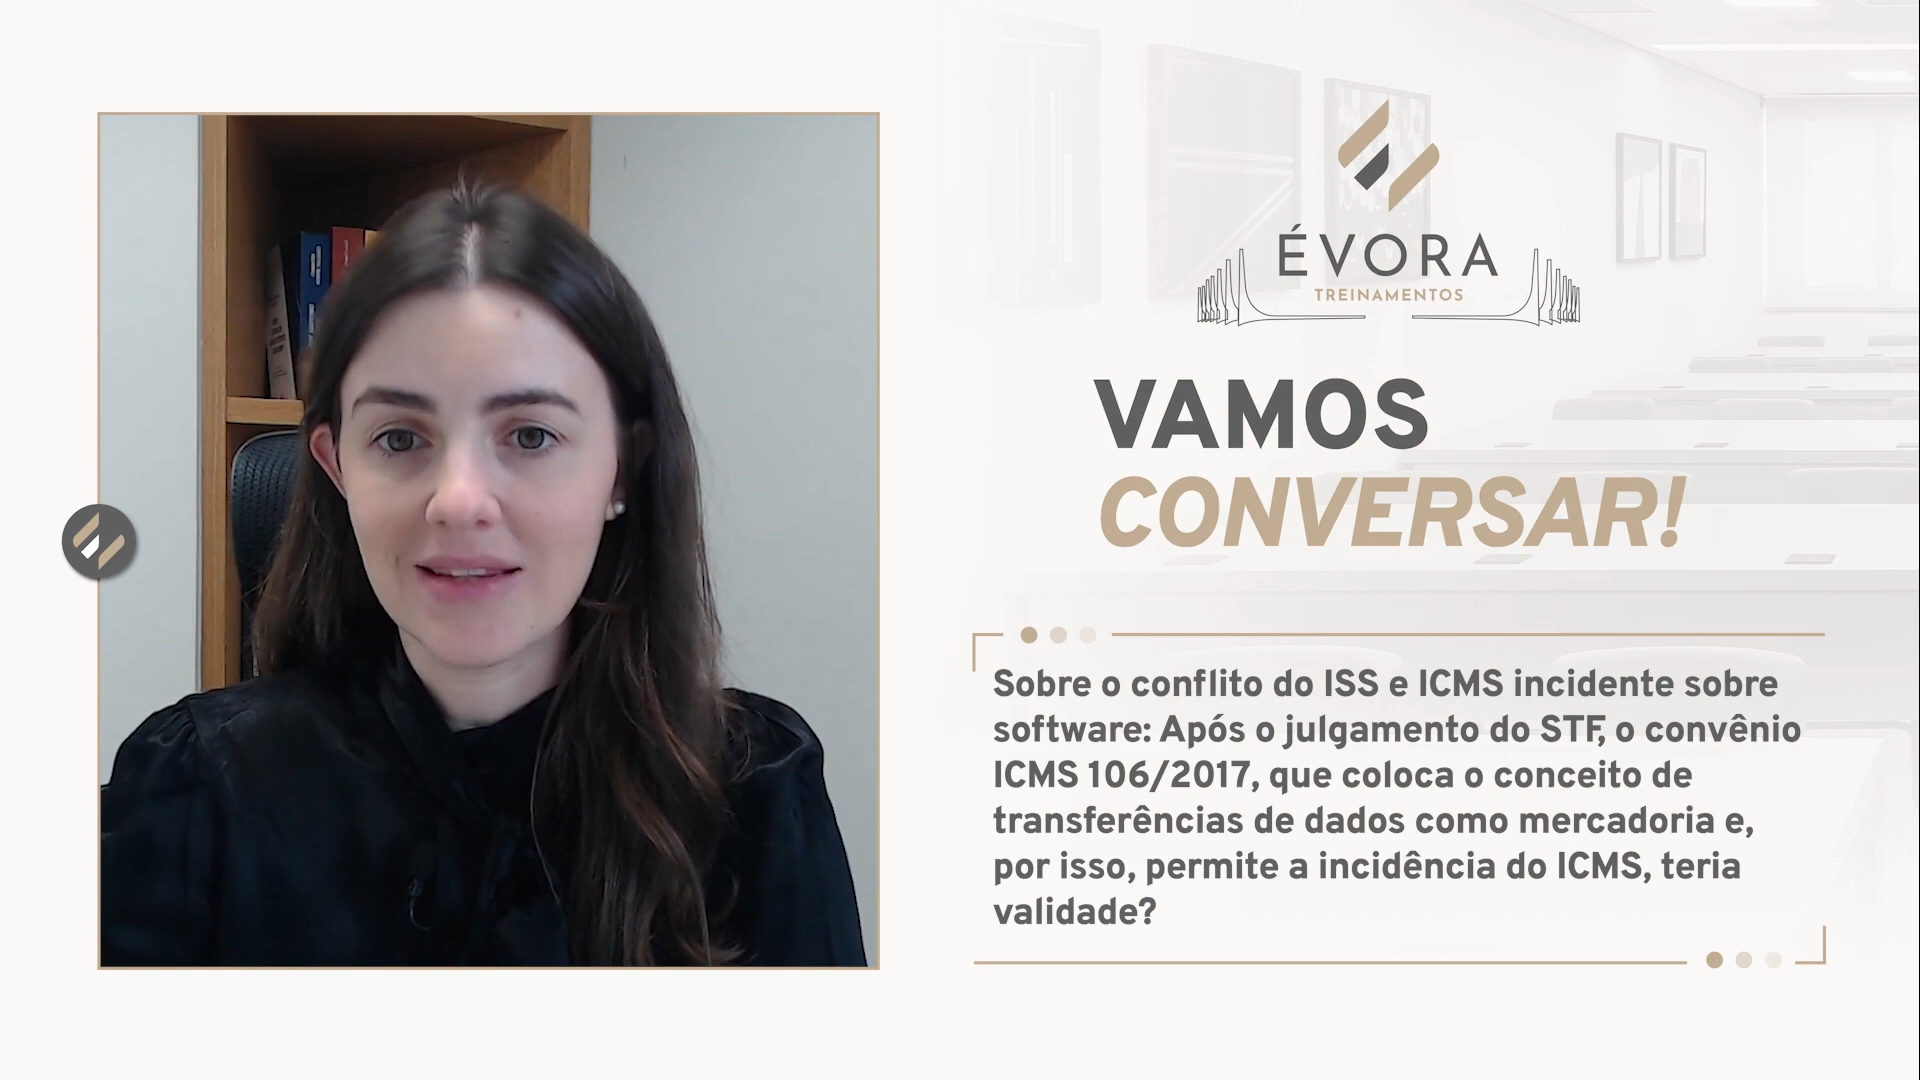 ÉVORA
TREINAMENTOS
VAMOS
CONVERSAR!
Sobre o conflito do ISS e ICMS incidente sobre
software: Após o julgamento do STF, o convênio
ICMS 106/2017, que coloca o conceito de
transferências de dados como mercadoria e,
por isso, permite a incidência do ICMS, teria
validade?